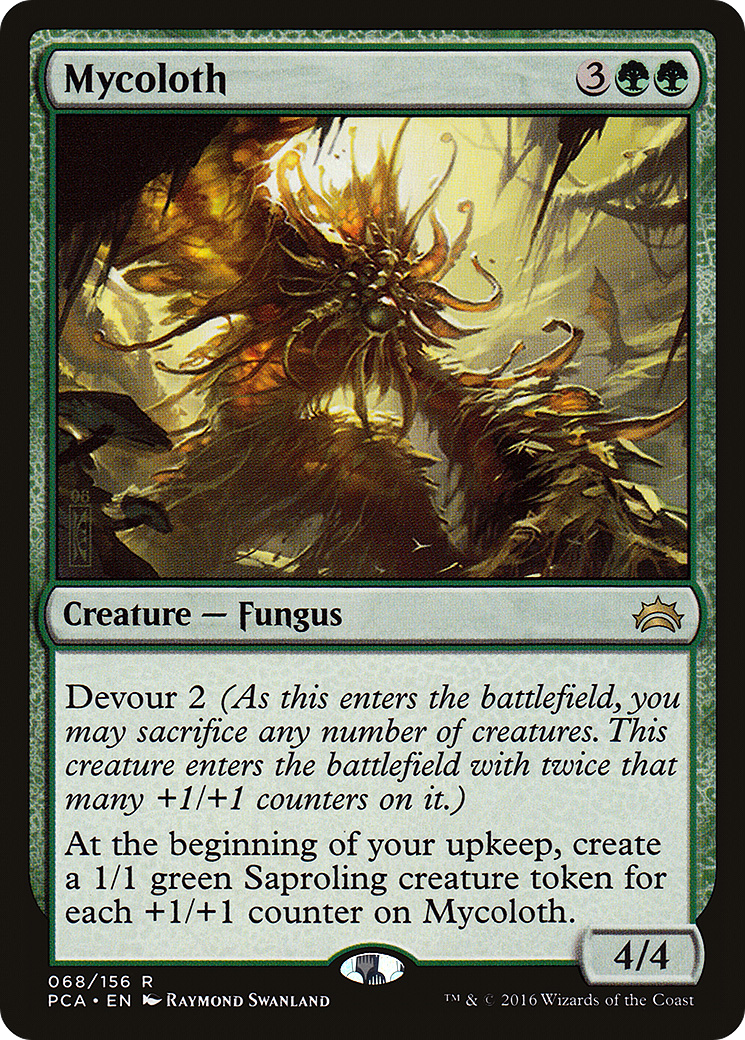 Mycoloth 3
06
Creature — Fungus
Devour 2 (As this enters the battlefield, you
may sacrifice any number of creatures. This
creature enters the battlefield with twice that
many +1/+1 counters on it.)
At the beginning of your upkeep, create
a 1/1 green Saproling creature token for
each +1/+1 counter on Mycoloth.
4/4
068/156 R
PCA • EN Raymond Swanland
™ & © 2016 Wizards of the Coast